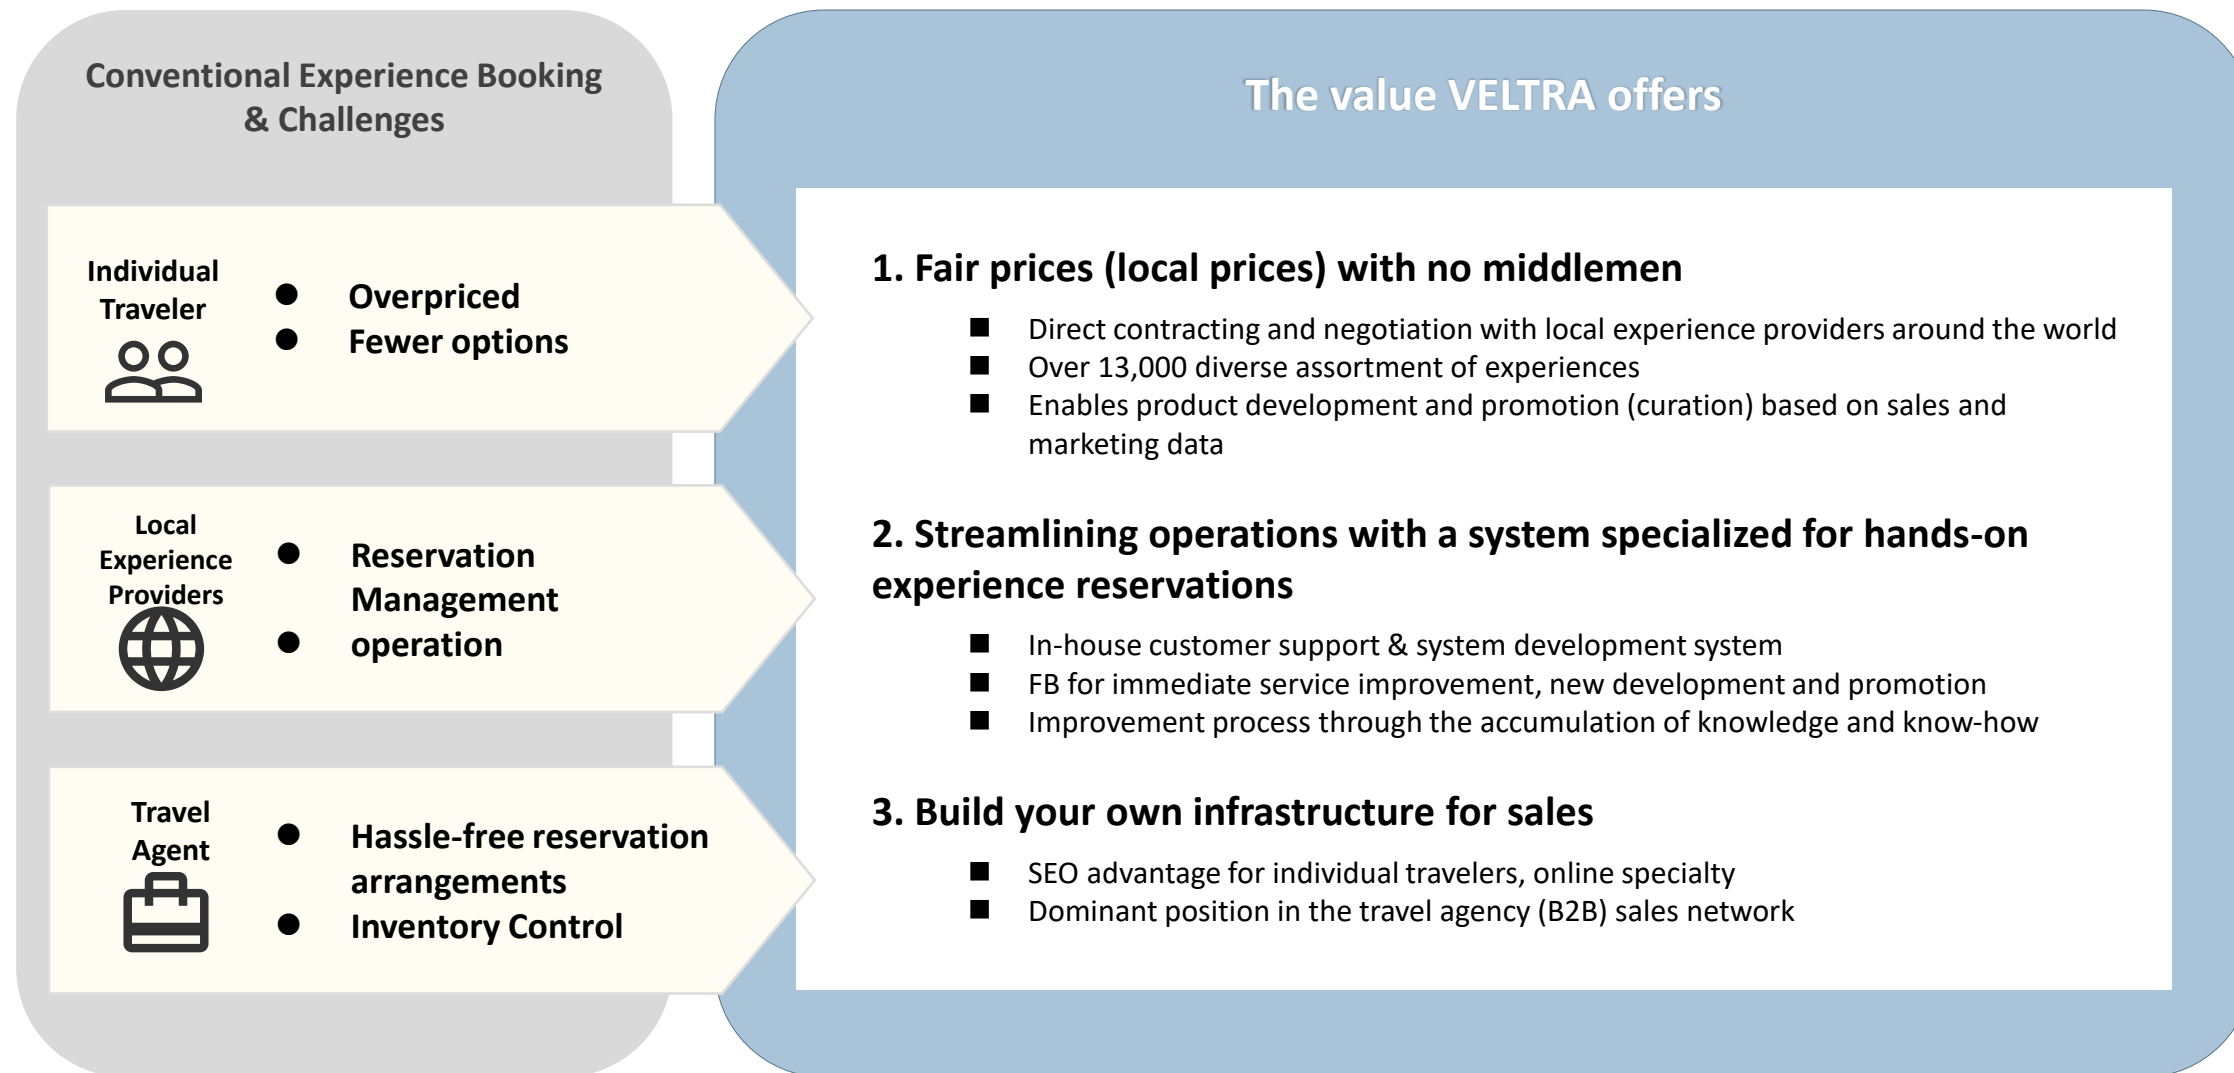 Conventional Experience Booking
& Challenges
Individual
Traveler
● Overpriced
● Fewer options
Local
Experience
Providers
● Reservation
Management
● operation
Travel
Agent
● Hassle-free reservation
arrangements
● Inventory Control
The value VELTRA offers
1. Fair prices (local prices) with no middlemen
■ Direct contracting and negotiation with local experience providers around the world
■ Over 13,000 diverse assortment of experiences
■ Enables product development and promotion (curation) based on sales and
marketing data
2. Streamlining operations with a system specialized for hands-on
experience reservations
■ In-house customer support & system development system
■ FB for immediate service improvement, new development and promotion
■ Improvement process through the accumulation of knowledge and know-how
3. Build your own infrastructure for sales
■ SEO advantage for individual travelers, online specialty
■ Dominant position in the travel agency (B2B) sales network